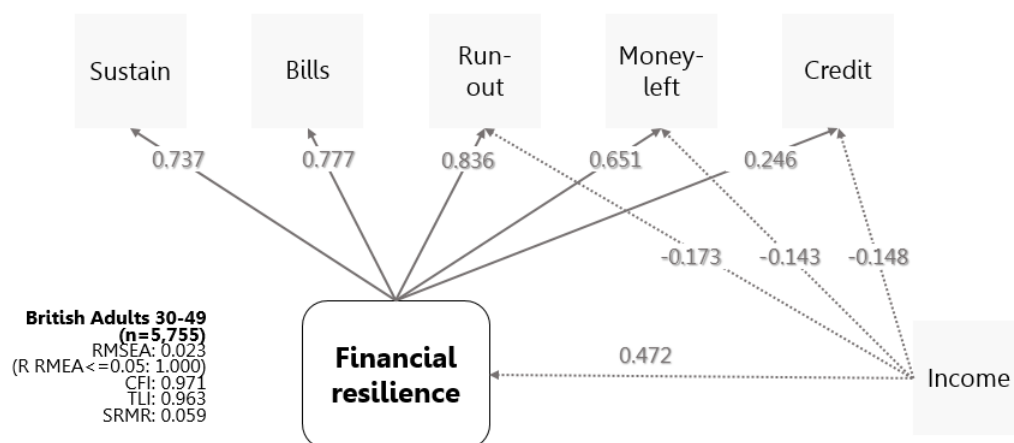 Sustain
Bills
Run-
out
Money-
left
Credit
0.737
0.777
0.836
0.651
0.246
-0.173
-0.143
-0.148
British Adults 30-49
(n=5,755)
RMSEA: 0.023
(R RMEA<=0.05: 1.000)
CFI: 0.971
TLI: 0.963
SRMR: 0.059
Financial
resilience
0.472
Income